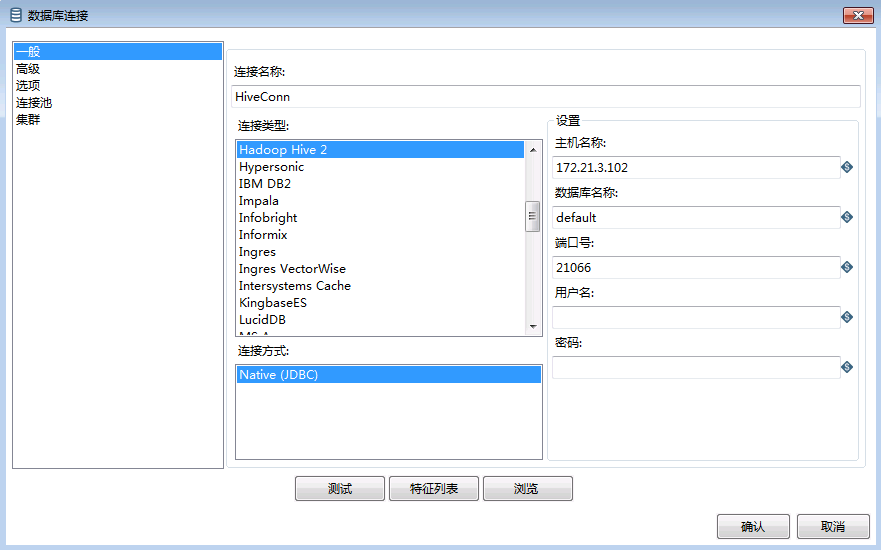 数据库连接
一般
高级
选项
连接池
集群
连接名称:
HiveConn
连接类型:
Hadoop Hive 2
Hypersonic
IBM DB2
Impala
Infobright
Informix
Ingres
Ingres VectorWise
Intersystems Cache
KingbaseES
LucidDB
连接方式:
Native (JDBC)
设置
主机名称:
172.21.3.102
数据库名称:
default
端口号:
21066
用户名:
密码:
测试
特征列表
浏览
确认
取消